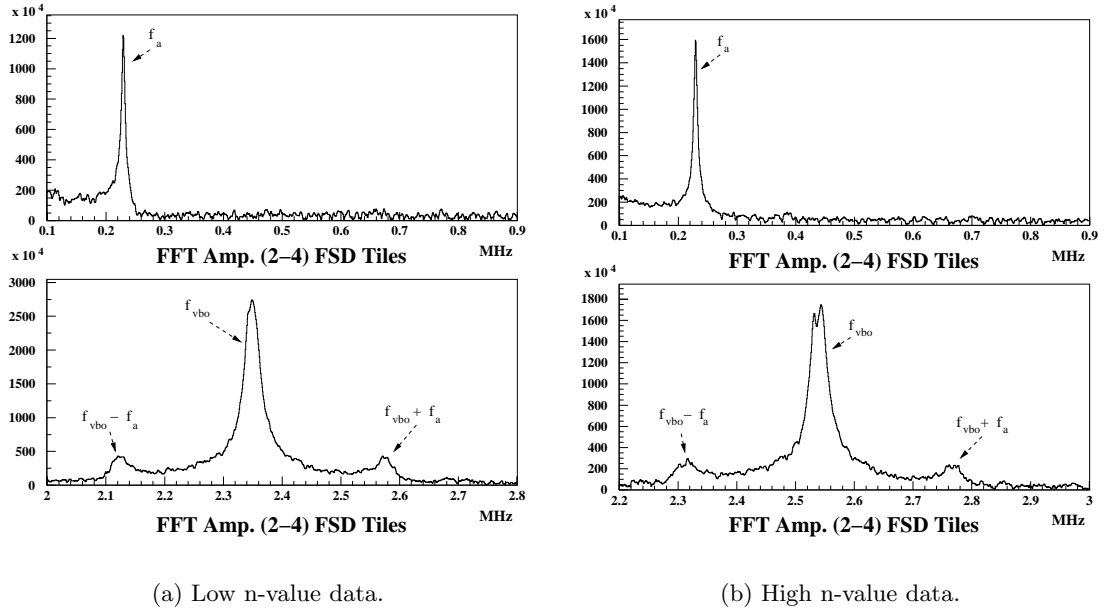 x 10^4
1200
1000
800
600
400
200
0
f_a
0.1 0.2 0.3 0.4 0.5 0.6 0.7 0.8 0.9
MHz
FFT Amp. (2−4) FSD Tiles
x 10^4
3000
2500
2000
1500
1000
500
0
f_vbo
f_vbo − f_a
f_vbo + f_a
2 2.1 2.2 2.3 2.4 2.5 2.6 2.7 2.8
MHz
FFT Amp. (2−4) FSD Tiles
(a) Low n-value data.
x 10^4
1600
1400
1200
1000
800
600
400
200
0
f_a
0.1 0.2 0.3 0.4 0.5 0.6 0.7 0.8 0.9
MHz
FFT Amp. (2−4) FSD Tiles
x 10^4
1800
1600
1400
1200
1000
800
600
400
200
0
f_vbo
f_vbo − f_a
f_vbo + f_a
2.2 2.3 2.4 2.5 2.6 2.7 2.8 2.9 3
MHz
FFT Amp. (2−4) FSD Tiles
(b) High n-value data.